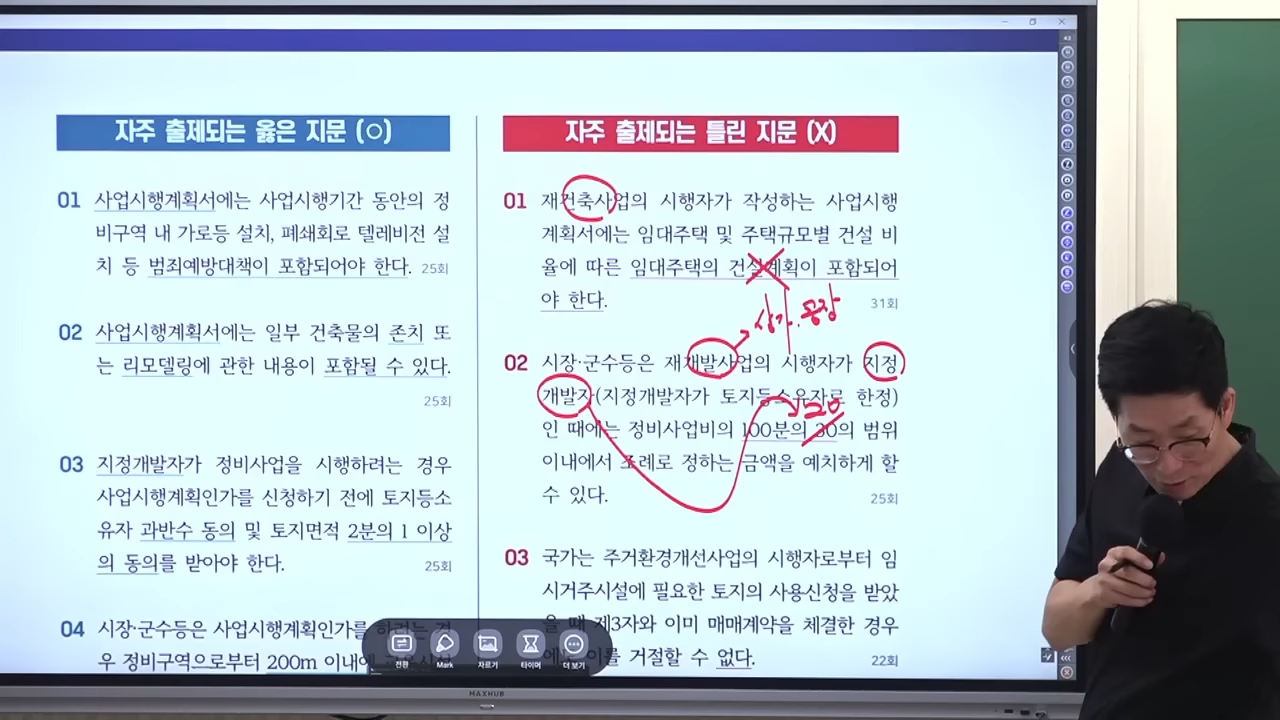 자주 출제되는 옳은 지문 (○)
01 사업시행계획서에는 사업시행기간 동안의 정
비구역 내 가로등 설치, 폐쇄회로 텔레비전 설
치 등 범죄예방대책이 포함되어야 한다. 25회
02 사업시행계획서에는 일부 건축물의 존치 또
는 리모델링에 관한 내용이 포함될 수 있다.
25회
03 지정개발자가 정비사업을 시행하려는 경우
사업시행계획인가를 신청하기 전에 토지등소
유자 과반수 동의 및 토지면적 2분의 1 이상
의 동의를 받아야 한다. 25회
04 시장·군수등은 사업시행계획인가를 하려는 경
우 정비구역으로부터 200m 이내에
자주 출제되는 틀린 지문 (X)
01 재건축사업의 시행자가 작성하는 사업시행
계획서에는 임대주택 및 주택규모별 건설 비
율에 따른 임대주택의 건설계획이 포함되어
야 한다. 31회
상가, 공장
02 시장·군수등은 재개발사업의 시행자가 지정
개발자(지정개발자가 토지등소유자로 한정)
20
인 때에는 정비사업비의 100분의 30의 범위
이내에서 조례로 정하는 금액을 예치하게 할
수 있다. 25회
03 국가는 주거환경개선사업의 시행자로부터 임
시거주시설에 필요한 토지의 사용신청을 받았
을 때 제3자와 이미 매매계약을 체결한 경우
에도 이를 거절할 수 없다. 22회
전환 Mark 자르기 타이머 더 보기
MAXHUB